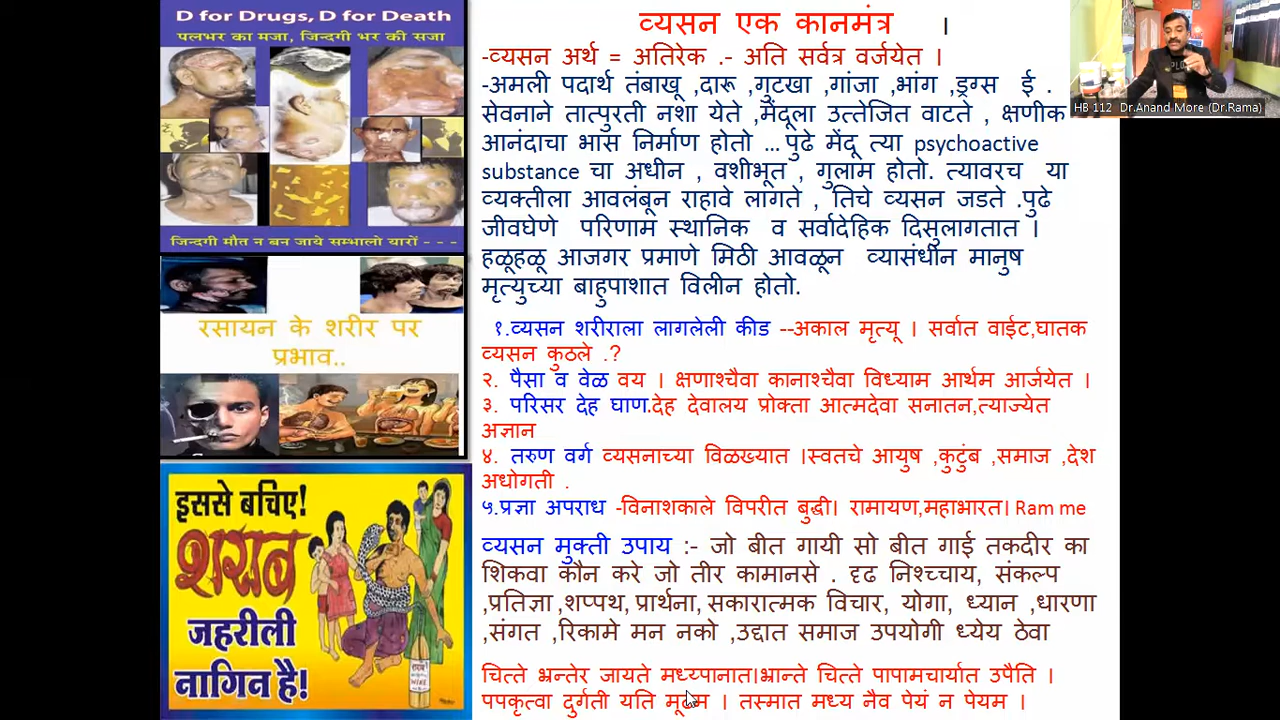 D for Drugs, D for Death
पलभर का मजा, जिन्दगी भर की सजा
जिन्दगी मौत न बन जाये सम्भालो यारों - - -
रसायन के शरीर पर
प्रभाव..
इससे बचिए!
शराब
जहरीली
नागिन है!
WINE
व्यसन एक कानमंत्र ।
-व्यसन अर्थ = अतिरेक .- अति सर्वत्र वर्जयेत ।
-अमली पदार्थ तंबाखू ,दारू ,गुटखा ,गांजा ,भांग ,ड्रग्स ई .
सेवनाने तात्पुरती नशा येते ,मेंदूला उत्तेजित वाटते , क्षणीक
आनंदाचा भास निर्माण होतो ... पुढे मेंदू त्या psychoactive
substance चा अधीन , वशीभूत , गुलाम होतो. त्यावरच या
व्यक्तीला आवलंबून राहावे लागते , तिचे व्यसन जडते .पुढे
जीवघेणे परिणाम स्थानिक व सर्वादेहिक दिसुलागतात ।
हळूहळू आजगर प्रमाणे मिठी आवळून व्यासंधीन मानुष
मृत्युच्या बाहुपाशात विलीन होतो.
१.व्यसन शरीराला लागलेली कीड --अकाल मृत्यू । सर्वात वाईट,घातक
व्यसन कुठले .?
२. पैसा व वेळ वय । क्षणाश्चैवा कानाश्चैवा विध्याम आर्थम आर्जयेत ।
३. परिसर देह घाण.देह देवालय प्रोक्ता आत्मदेवा सनातन,त्याज्येत
अज्ञान
४. तरुण वर्ग व्यसनाच्या विळख्यात ।स्वतचे आयुष ,कुटुंब ,समाज ,देश
अधोगती .
५.प्रज्ञा अपराध -विनाशकाले विपरीत बुद्धी। रामायण,महाभारत। Ram me
व्यसन मुक्ती उपाय :- जो बीत गायी सो बीत गाई तकदीर का
शिकवा कौन करे जो तीर कामानसे . दृढ निश्च्चाय, संकल्प
,प्रतिज्ञा ,शप्पथ, प्रार्थना, सकारात्मक विचार, योगा, ध्यान ,धारणा
,संगत ,रिकामे मन नको ,उद्दात समाज उपयोगी ध्येय ठेवा
चित्ते भ्रन्तेर जायते मध्य्पानात।भ्रान्ते चित्ते पापामचार्यात उपैति ।
पपकृत्वा दुर्गती यति मूढम । तस्मात मध्य नैव पेयं न पेयम ।
HB 112 Dr.Anand More (Dr.Rama)